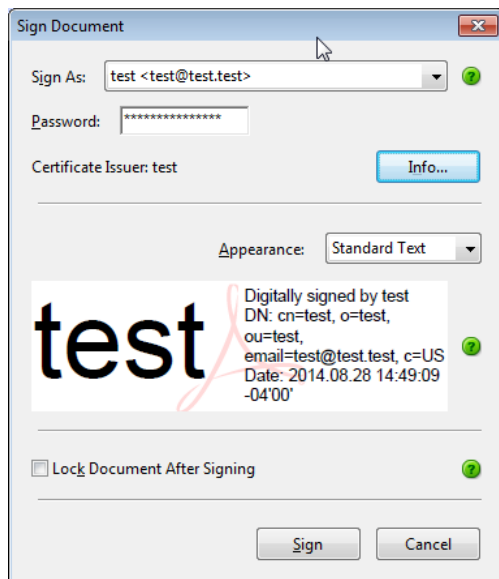 Sign Document
Sign As: test <test@test.test>
?
Password: ***************
Certificate Issuer: test
Info...
Appearance: Standard Text
test
Digitally signed by test
DN: cn=test, o=test,
ou=test,
email=test@test.test, c=US
Date: 2014.08.28 14:49:09
-04'00'
?
Lock Document After Signing
?
Sign
Cancel